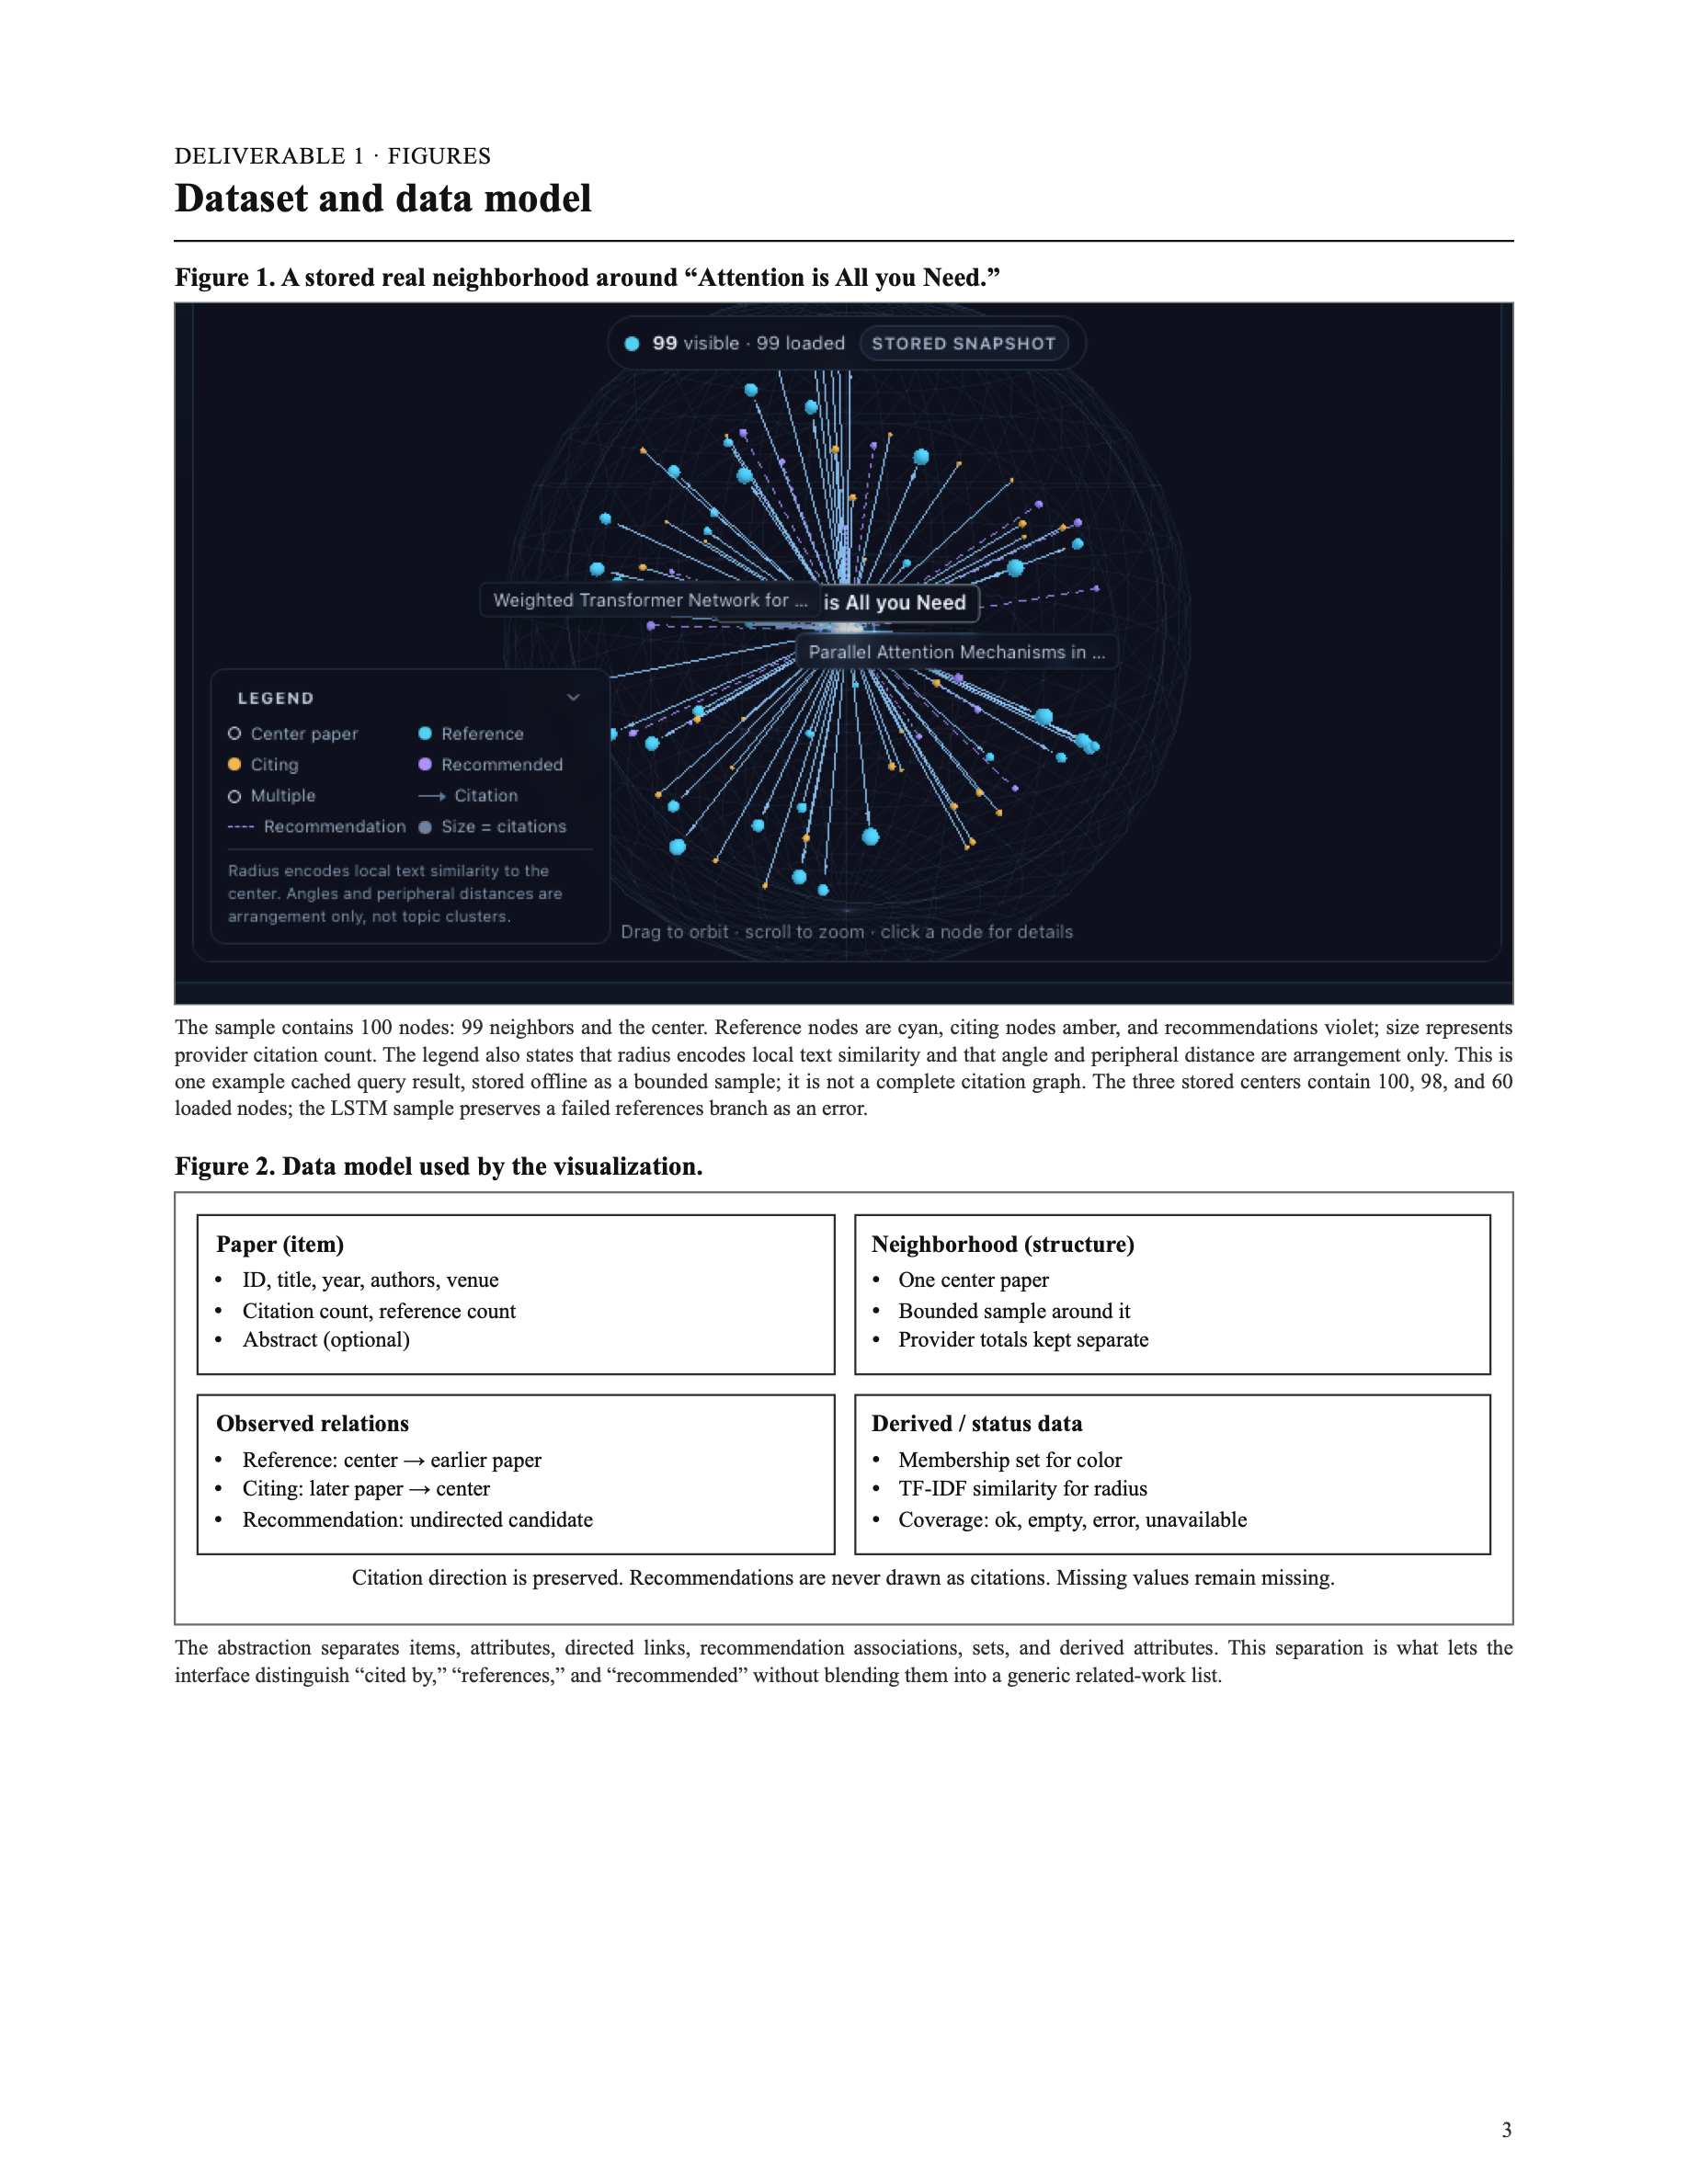 DELIVERABLE 1 · FIGURES
Dataset and data model
Figure 1. A stored real neighborhood around “Attention is All you Need.”
99 visible · 99 loaded STORED SNAPSHOT
Weighted Transformer Network for ... is All you Need
Parallel Attention Mechanisms in ...
LEGEND
Center paper Reference
Citing Recommended
Multiple Citation
Recommendation Size = citations
Radius encodes local text similarity to the
center. Angles and peripheral distances are
arrangement only, not topic clusters.
Drag to orbit · scroll to zoom · click a node for details
The sample contains 100 nodes: 99 neighbors and the center. Reference nodes are cyan, citing nodes amber, and recommendations violet; size represents
provider citation count. The legend also states that radius encodes local text similarity and that angle and peripheral distance are arrangement only. This is
one example cached query result, stored offline as a bounded sample; it is not a complete citation graph. The three stored centers contain 100, 98, and 60
loaded nodes; the LSTM sample preserves a failed references branch as an error.
Figure 2. Data model used by the visualization.
Paper (item)
• ID, title, year, authors, venue
• Citation count, reference count
• Abstract (optional)
Neighborhood (structure)
• One center paper
• Bounded sample around it
• Provider totals kept separate
Observed relations
• Reference: center → earlier paper
• Citing: later paper → center
• Recommendation: undirected candidate
Derived / status data
• Membership set for color
• TF-IDF similarity for radius
• Coverage: ok, empty, error, unavailable
Citation direction is preserved. Recommendations are never drawn as citations. Missing values remain missing.
The abstraction separates items, attributes, directed links, recommendation associations, sets, and derived attributes. This separation is what lets the
interface distinguish “cited by,” “references,” and “recommended” without blending them into a generic related-work list.
3